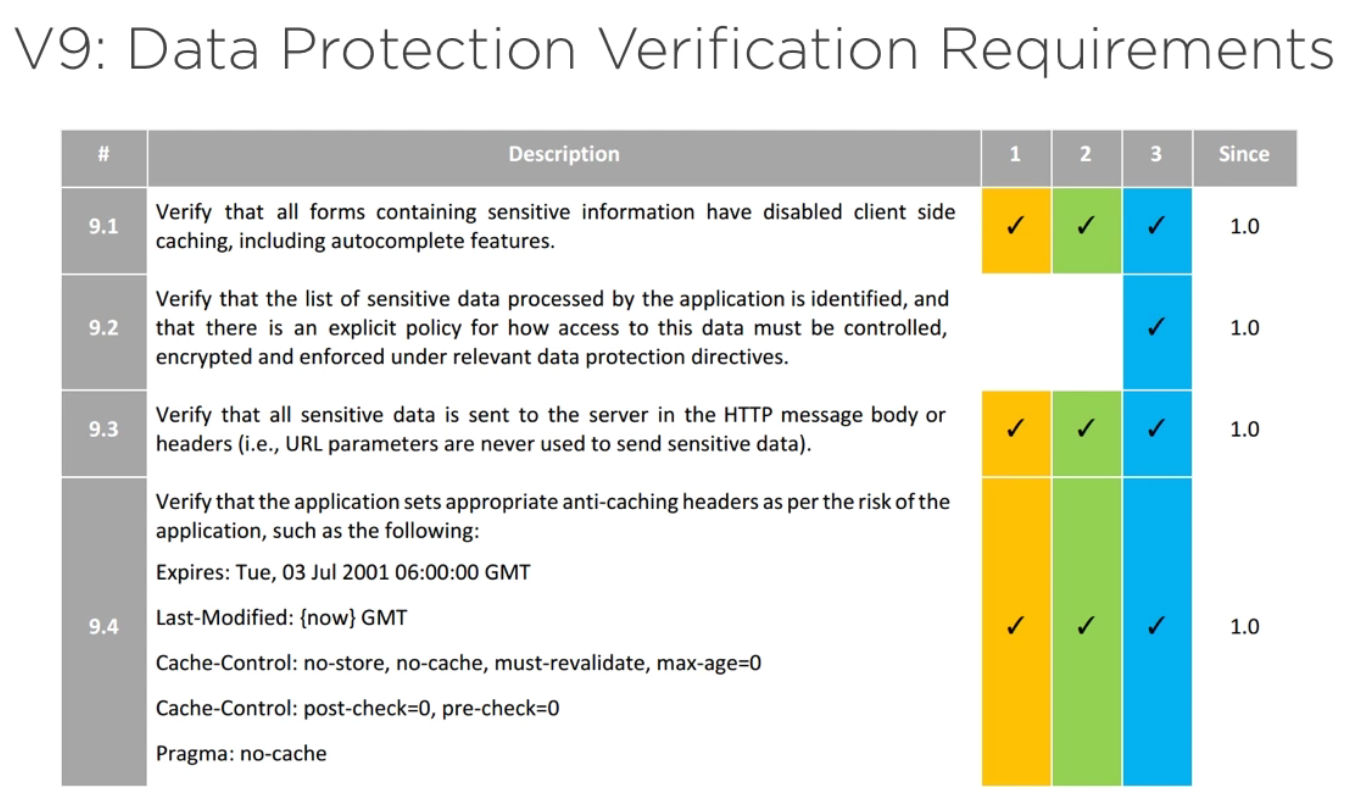 V9: Data Protection Verification Requirements
# Description 1 2 3 Since
9.1
Verify that all forms containing sensitive information have disabled client side
caching, including autocomplete features.
✓ ✓ ✓ 1.0
9.2
Verify that the list of sensitive data processed by the application is identified, and
that there is an explicit policy for how access to this data must be controlled,
encrypted and enforced under relevant data protection directives.
✓ 1.0
9.3
Verify that all sensitive data is sent to the server in the HTTP message body or
headers (i.e., URL parameters are never used to send sensitive data).
✓ ✓ ✓ 1.0
9.4
Verify that the application sets appropriate anti-caching headers as per the risk of the
application, such as the following:
Expires: Tue, 03 Jul 2001 06:00:00 GMT
Last-Modified: {now} GMT
Cache-Control: no-store, no-cache, must-revalidate, max-age=0
Cache-Control: post-check=0, pre-check=0
Pragma: no-cache
✓ ✓ ✓ 1.0